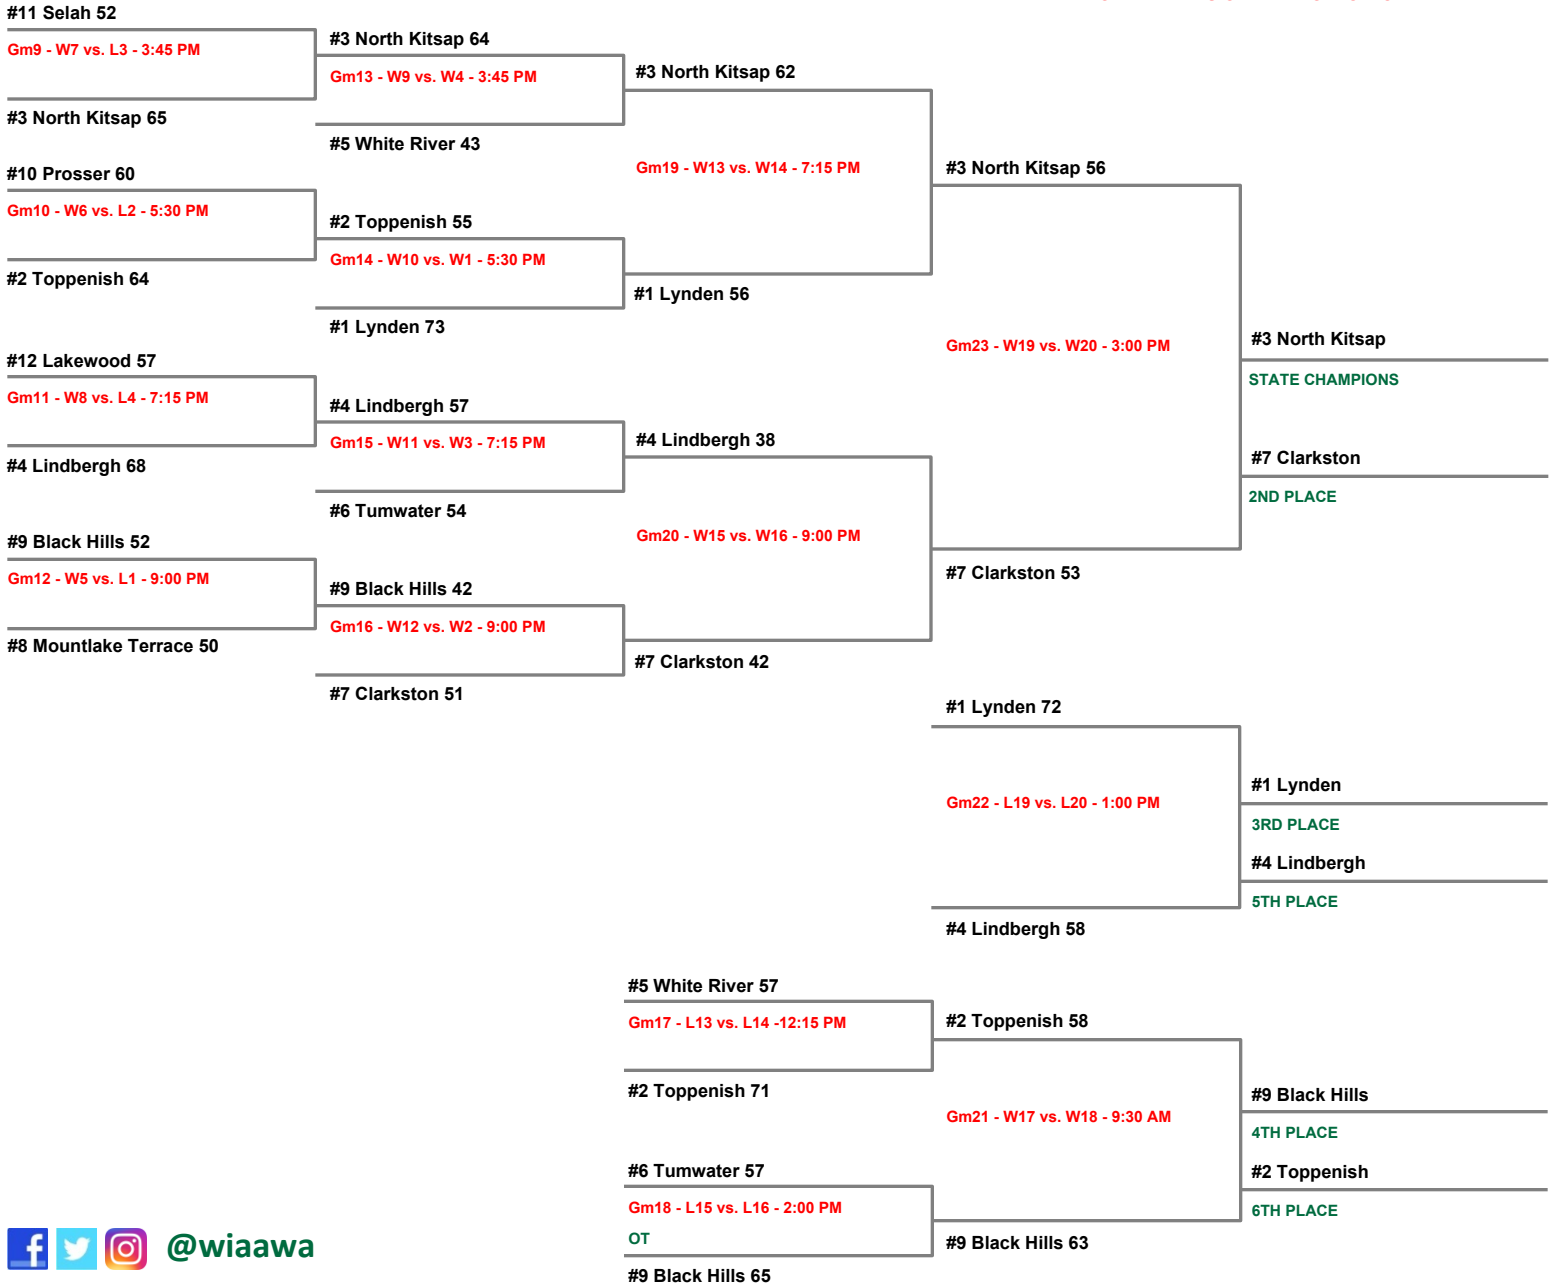 #11 Selah 52
Gm9 - W7 vs. L3 - 3:45 PM
#3 North Kitsap 65
#10 Prosser 60
Gm10 - W6 vs. L2 - 5:30 PM
#2 Toppenish 64
#12 Lakewood 57
Gm11 - W8 vs. L4 - 7:15 PM
#4 Lindbergh 68
#9 Black Hills 52
Gm12 - W5 vs. L1 - 9:00 PM
#8 Mountlake Terrace 50
#3 North Kitsap 64
Gm13 - W9 vs. W4 - 3:45 PM
#5 White River 43
#2 Toppenish 55
Gm14 - W10 vs. W1 - 5:30 PM
#1 Lynden 73
#4 Lindbergh 57
Gm15 - W11 vs. W3 - 7:15 PM
#6 Tumwater 54
#9 Black Hills 42
Gm16 - W12 vs. W2 - 9:00 PM
#7 Clarkston 51
#3 North Kitsap 62
Gm19 - W13 vs. W14 - 7:15 PM
#1 Lynden 56
#4 Lindbergh 38
Gm20 - W15 vs. W16 - 9:00 PM
#7 Clarkston 42
#3 North Kitsap 56
Gm23 - W19 vs. W20 - 3:00 PM
#7 Clarkston 53
#3 North Kitsap
STATE CHAMPIONS
#7 Clarkston
2ND PLACE
#1 Lynden 72
Gm22 - L19 vs. L20 - 1:00 PM
#4 Lindbergh 58
#1 Lynden
3RD PLACE
#4 Lindbergh
5TH PLACE
#5 White River 57
Gm17 - L13 vs. L14 -12:15 PM
#2 Toppenish 71
#6 Tumwater 57
Gm18 - L15 vs. L16 - 2:00 PM
OT
#9 Black Hills 65
#2 Toppenish 58
Gm21 - W17 vs. W18 - 9:30 AM
#9 Black Hills 63
#9 Black Hills
4TH PLACE
#2 Toppenish
6TH PLACE
@wiaawa